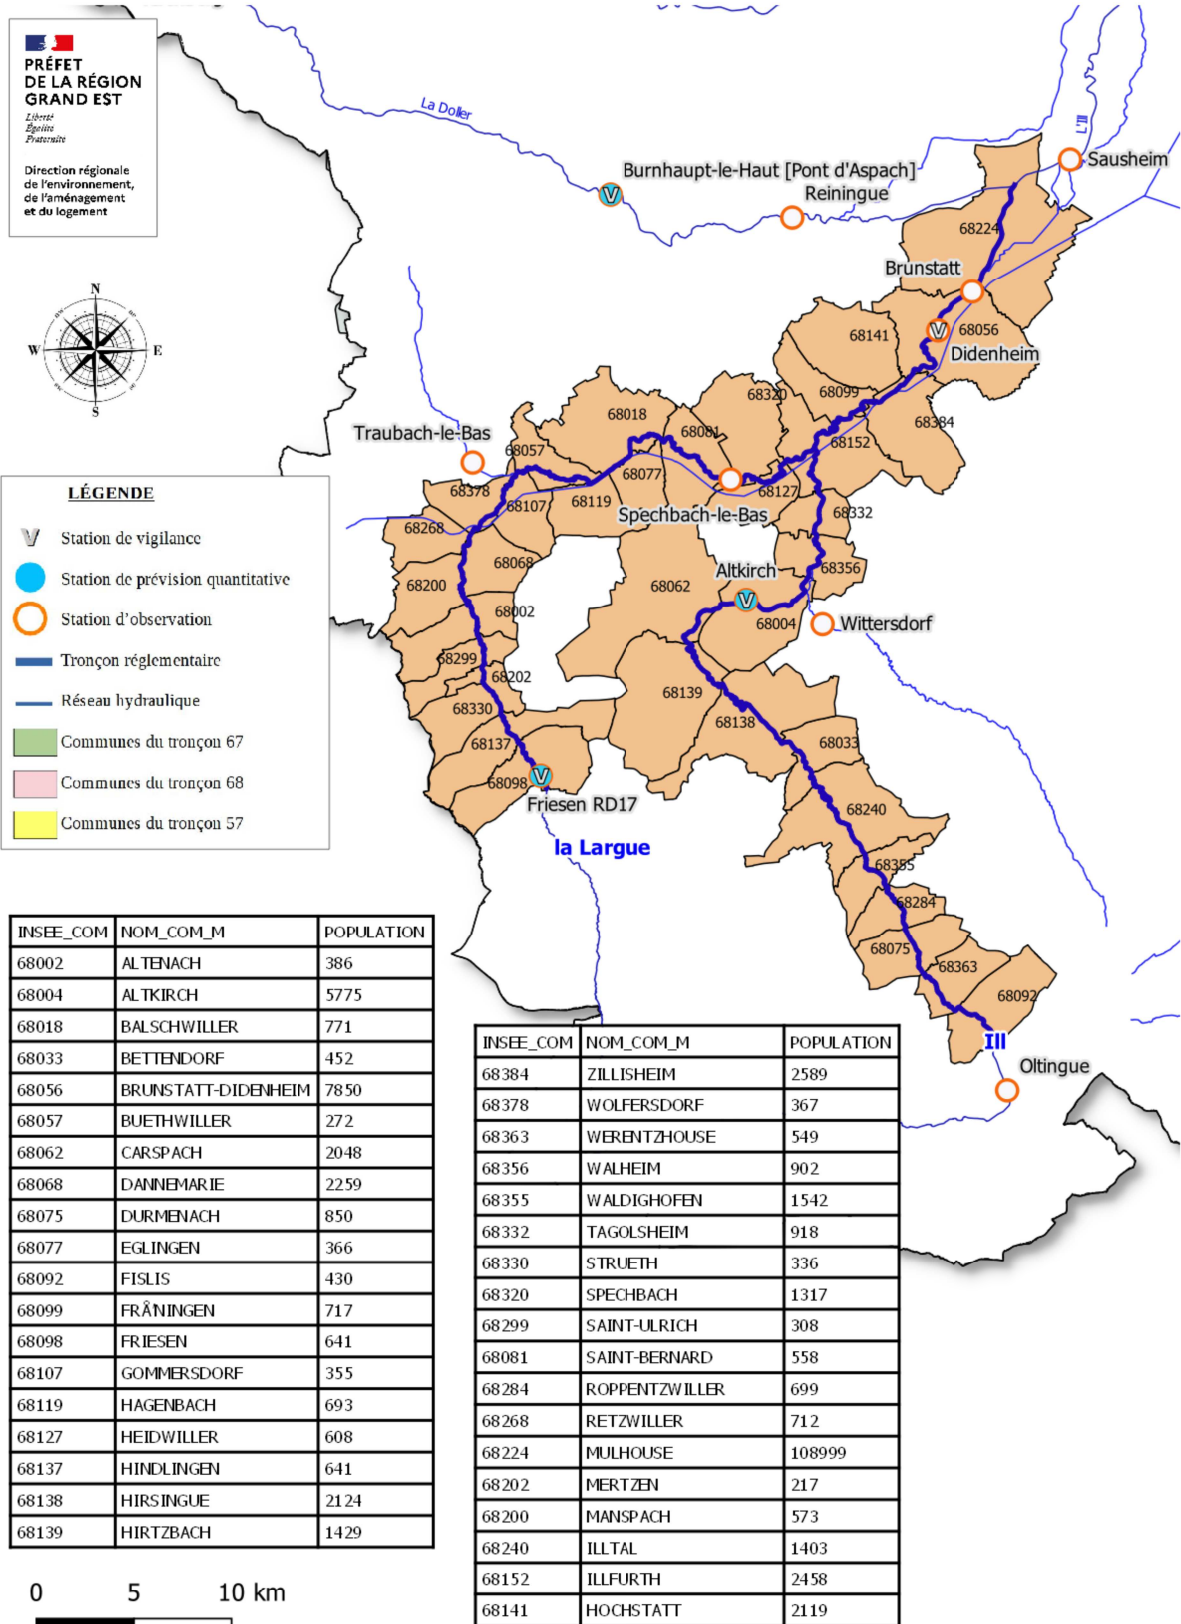 PRÉFET
DE LA RÉGION
GRAND EST
Liberté
Égalité
Fraternité
Direction régionale
de l'environnement,
de l'aménagement
et du logement
N
W
E
S
La Doller
L'Ill
Burnhaupt-le-Haut [Pont d'Aspach]
Reiningue
Sausheim
68224
Brunstatt
68056
Didenheim
68141
68099
68320
68384
68018
68081
68152
Traubach-le-Bas
68057
68077
68378
68107
68119
68127
Spechbach-le-Bas
68332
68268
68068
68356
Altkirch
68062
68200
68002
68004
Wittersdorf
68299
68202
68139
68330
68138
68137
68033
68098
Friesen RD17
68240
la Largue
68355
68284
68075
68363
68092
Ill
Oltingue
LÉGENDE
V Station de vigilance
Station de prévision quantitative
Station d'observation
Tronçon réglementaire
Réseau hydraulique
Communes du tronçon 67
Communes du tronçon 68
Communes du tronçon 57
INSEE_COM NOM_COM_M POPULATION
68002 ALTENACH 386
68004 ALTKIRCH 5775
68018 BALSCHWILLER 771
68033 BETTENDORF 452
68056 BRUNSTATT-DIDENHEIM 7850
68057 BUETHWILLER 272
68062 CARSPACH 2048
68068 DANNEMARIE 2259
68075 DURMENACH 850
68077 EGLINGEN 366
68092 FISLIS 430
68099 FRÅ'NINGEN 717
68098 FRIESEN 641
68107 GOMMERSDORF 355
68119 HAGENBACH 693
68127 HEIDWILLER 608
68137 HINDLINGEN 641
68138 HIRSINGUE 2124
68139 HIRTZBACH 1429
INSEE_COM NOM_COM_M POPULATION
68384 ZILLISHEIM 2589
68378 WOLFERSDORF 367
68363 WERENTZHOUSE 549
68356 WALHEIM 902
68355 WALDIGHOFEN 1542
68332 TAGOLSHEIM 918
68330 STRUETH 336
68320 SPECHBACH 1317
68299 SAINT-ULRICH 308
68081 SAINT-BERNARD 558
68284 ROPPENTZWILLER 699
68268 RETZWILLER 712
68224 MULHOUSE 108999
68202 MERTZEN 217
68200 MANSPACH 573
68240 ILLTAL 1403
68152 ILLFURTH 2458
68141 HOCHSTATT 2119
0 5 10 km